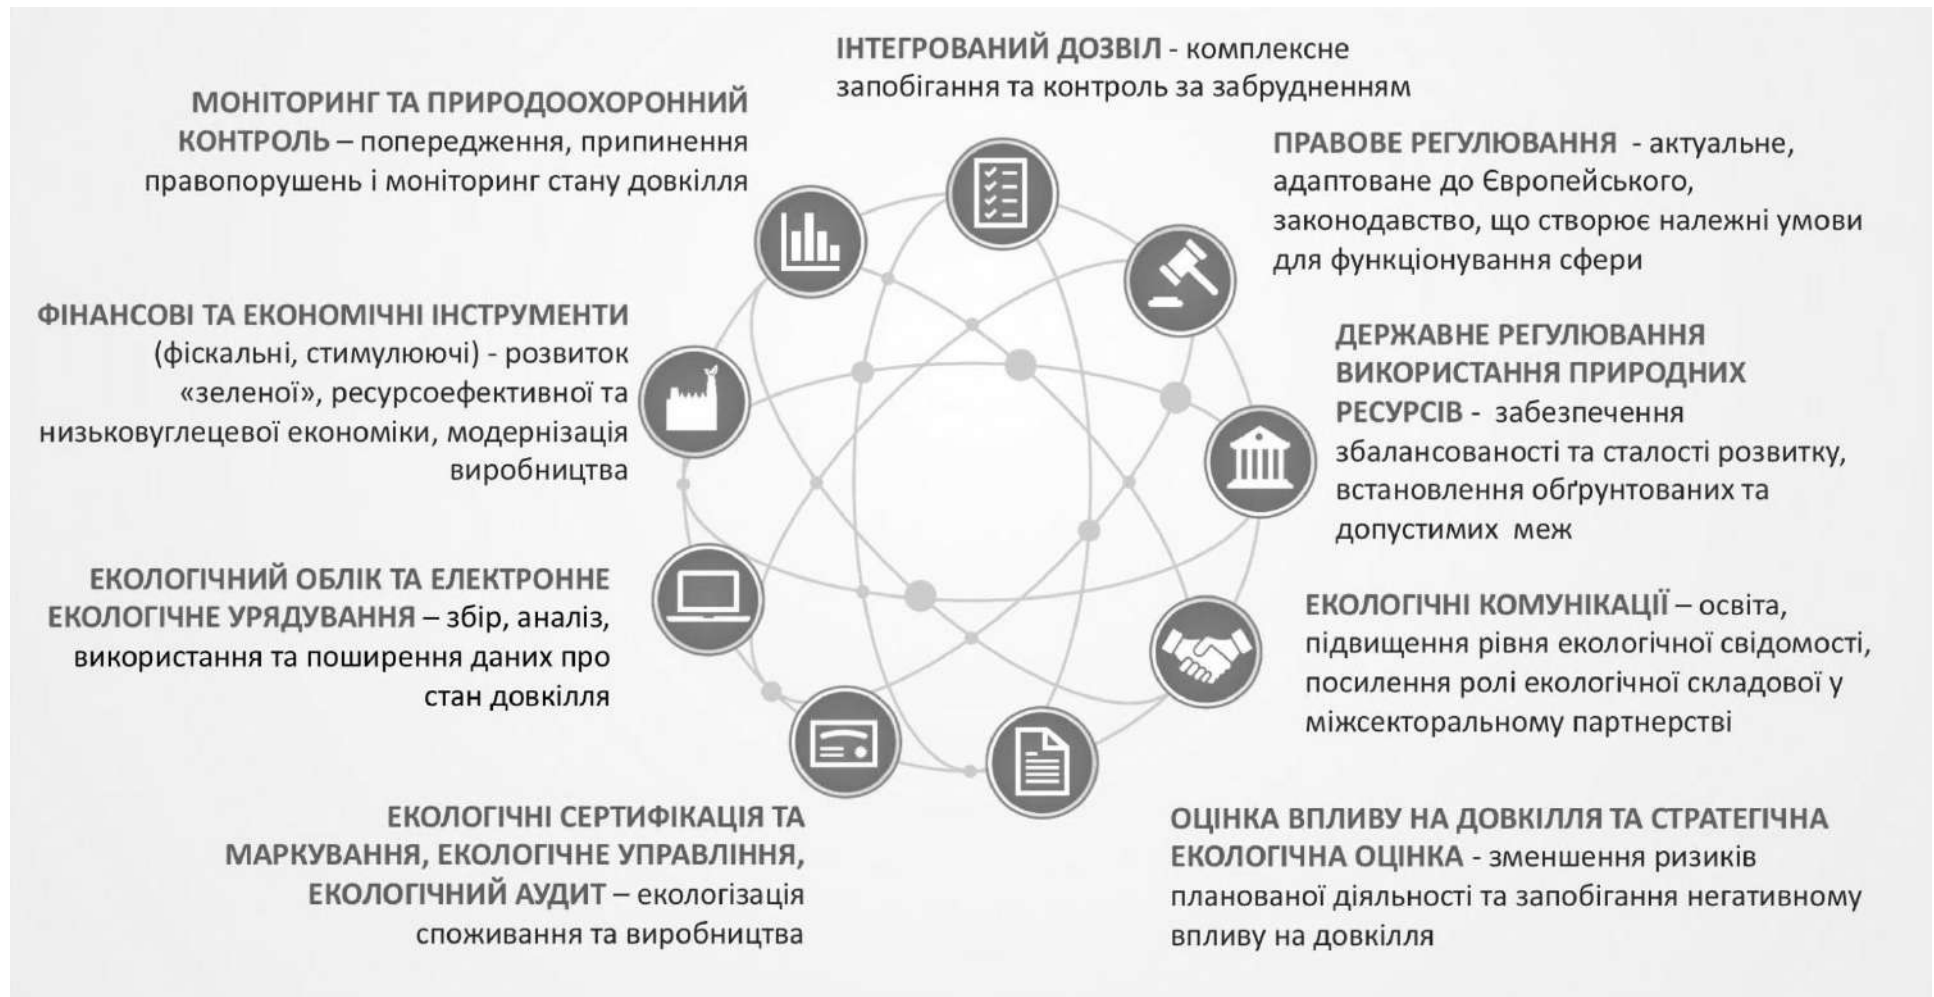 ІНТЕГРОВАНИЙ ДОЗВІЛ - комплексне
запобігання та контроль за забрудненням
ПРАВОВЕ РЕГУЛЮВАННЯ - актуальне,
адаптоване до Європейського,
законодавство, що створює належні умови
для функціонування сфери
ДЕРЖАВНЕ РЕГУЛЮВАННЯ
ВИКОРИСТАННЯ ПРИРОДНИХ
РЕСУРСІВ - забезпечення
збалансованості та сталості розвитку,
встановлення обґрунтованих та
допустимих меж
ЕКОЛОГІЧНІ КОМУНІКАЦІЇ – освіта,
підвищення рівня екологічної свідомості,
посилення ролі екологічної складової у
міжсекторальному партнерстві
ОЦІНКА ВПЛИВУ НА ДОВКІЛЛЯ ТА СТРАТЕГІЧНА
ЕКОЛОГІЧНА ОЦІНКА - зменшення ризиків
планованої діяльності та запобігання негативному
впливу на довкілля
ЕКОЛОГІЧНІ СЕРТИФІКАЦІЯ ТА
МАРКУВАННЯ, ЕКОЛОГІЧНЕ УПРАВЛІННЯ,
ЕКОЛОГІЧНИЙ АУДИТ – екологізація
споживання та виробництва
ЕКОЛОГІЧНИЙ ОБЛІК ТА ЕЛЕКТРОННЕ
ЕКОЛОГІЧНЕ УРЯДУВАННЯ – збір, аналіз,
використання та поширення даних про
стан довкілля
ФІНАНСОВІ ТА ЕКОНОМІЧНІ ІНСТРУМЕНТИ
(фіскальні, стимулюючі) - розвиток
«зеленої», ресурсоефективної та
низьковуглецевої економіки, модернізація
виробництва
МОНІТОРИНГ ТА ПРИРОДООХОРОННИЙ
КОНТРОЛЬ – попередження, припинення
правопорушень і моніторинг стану довкілля